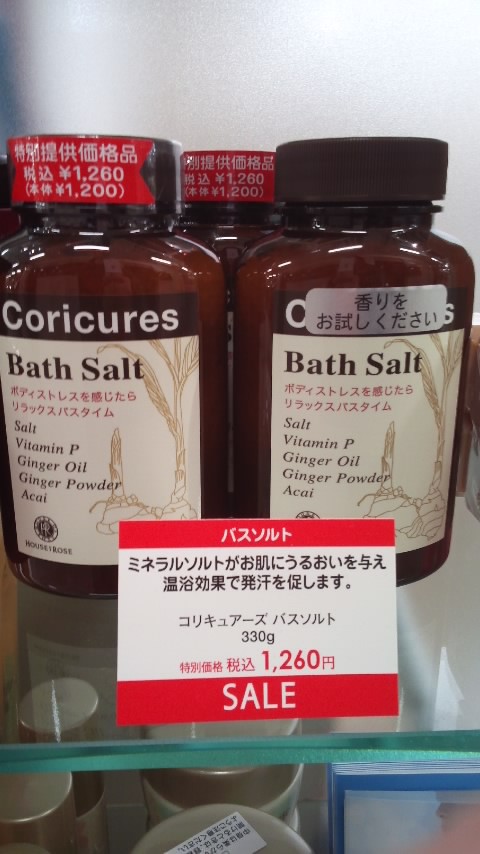 特別提供価格品
税込 ¥1,260
(本体¥1,200)
特別提供価格品
税込 ¥1,260
(本体¥1,200)
Coricures
Bath Salt
ボディストレスを感じたら
リラックスバスタイム
Salt
Vitamin P
Ginger Oil
Ginger Powder
Acai
HOUSE OF ROSE
香りを
お試しください
Bath Salt
ボディストレスを感じたら
リラックスバスタイム
Salt
Vitamin P
Ginger Oil
Ginger Powder
Acai
バスソルト
ミネラルソルトがお肌にうるおいを与え
温浴効果で発汗を促します。
コリキュアーズ バスソルト
330g
特別価格 税込 1,260円
SALE